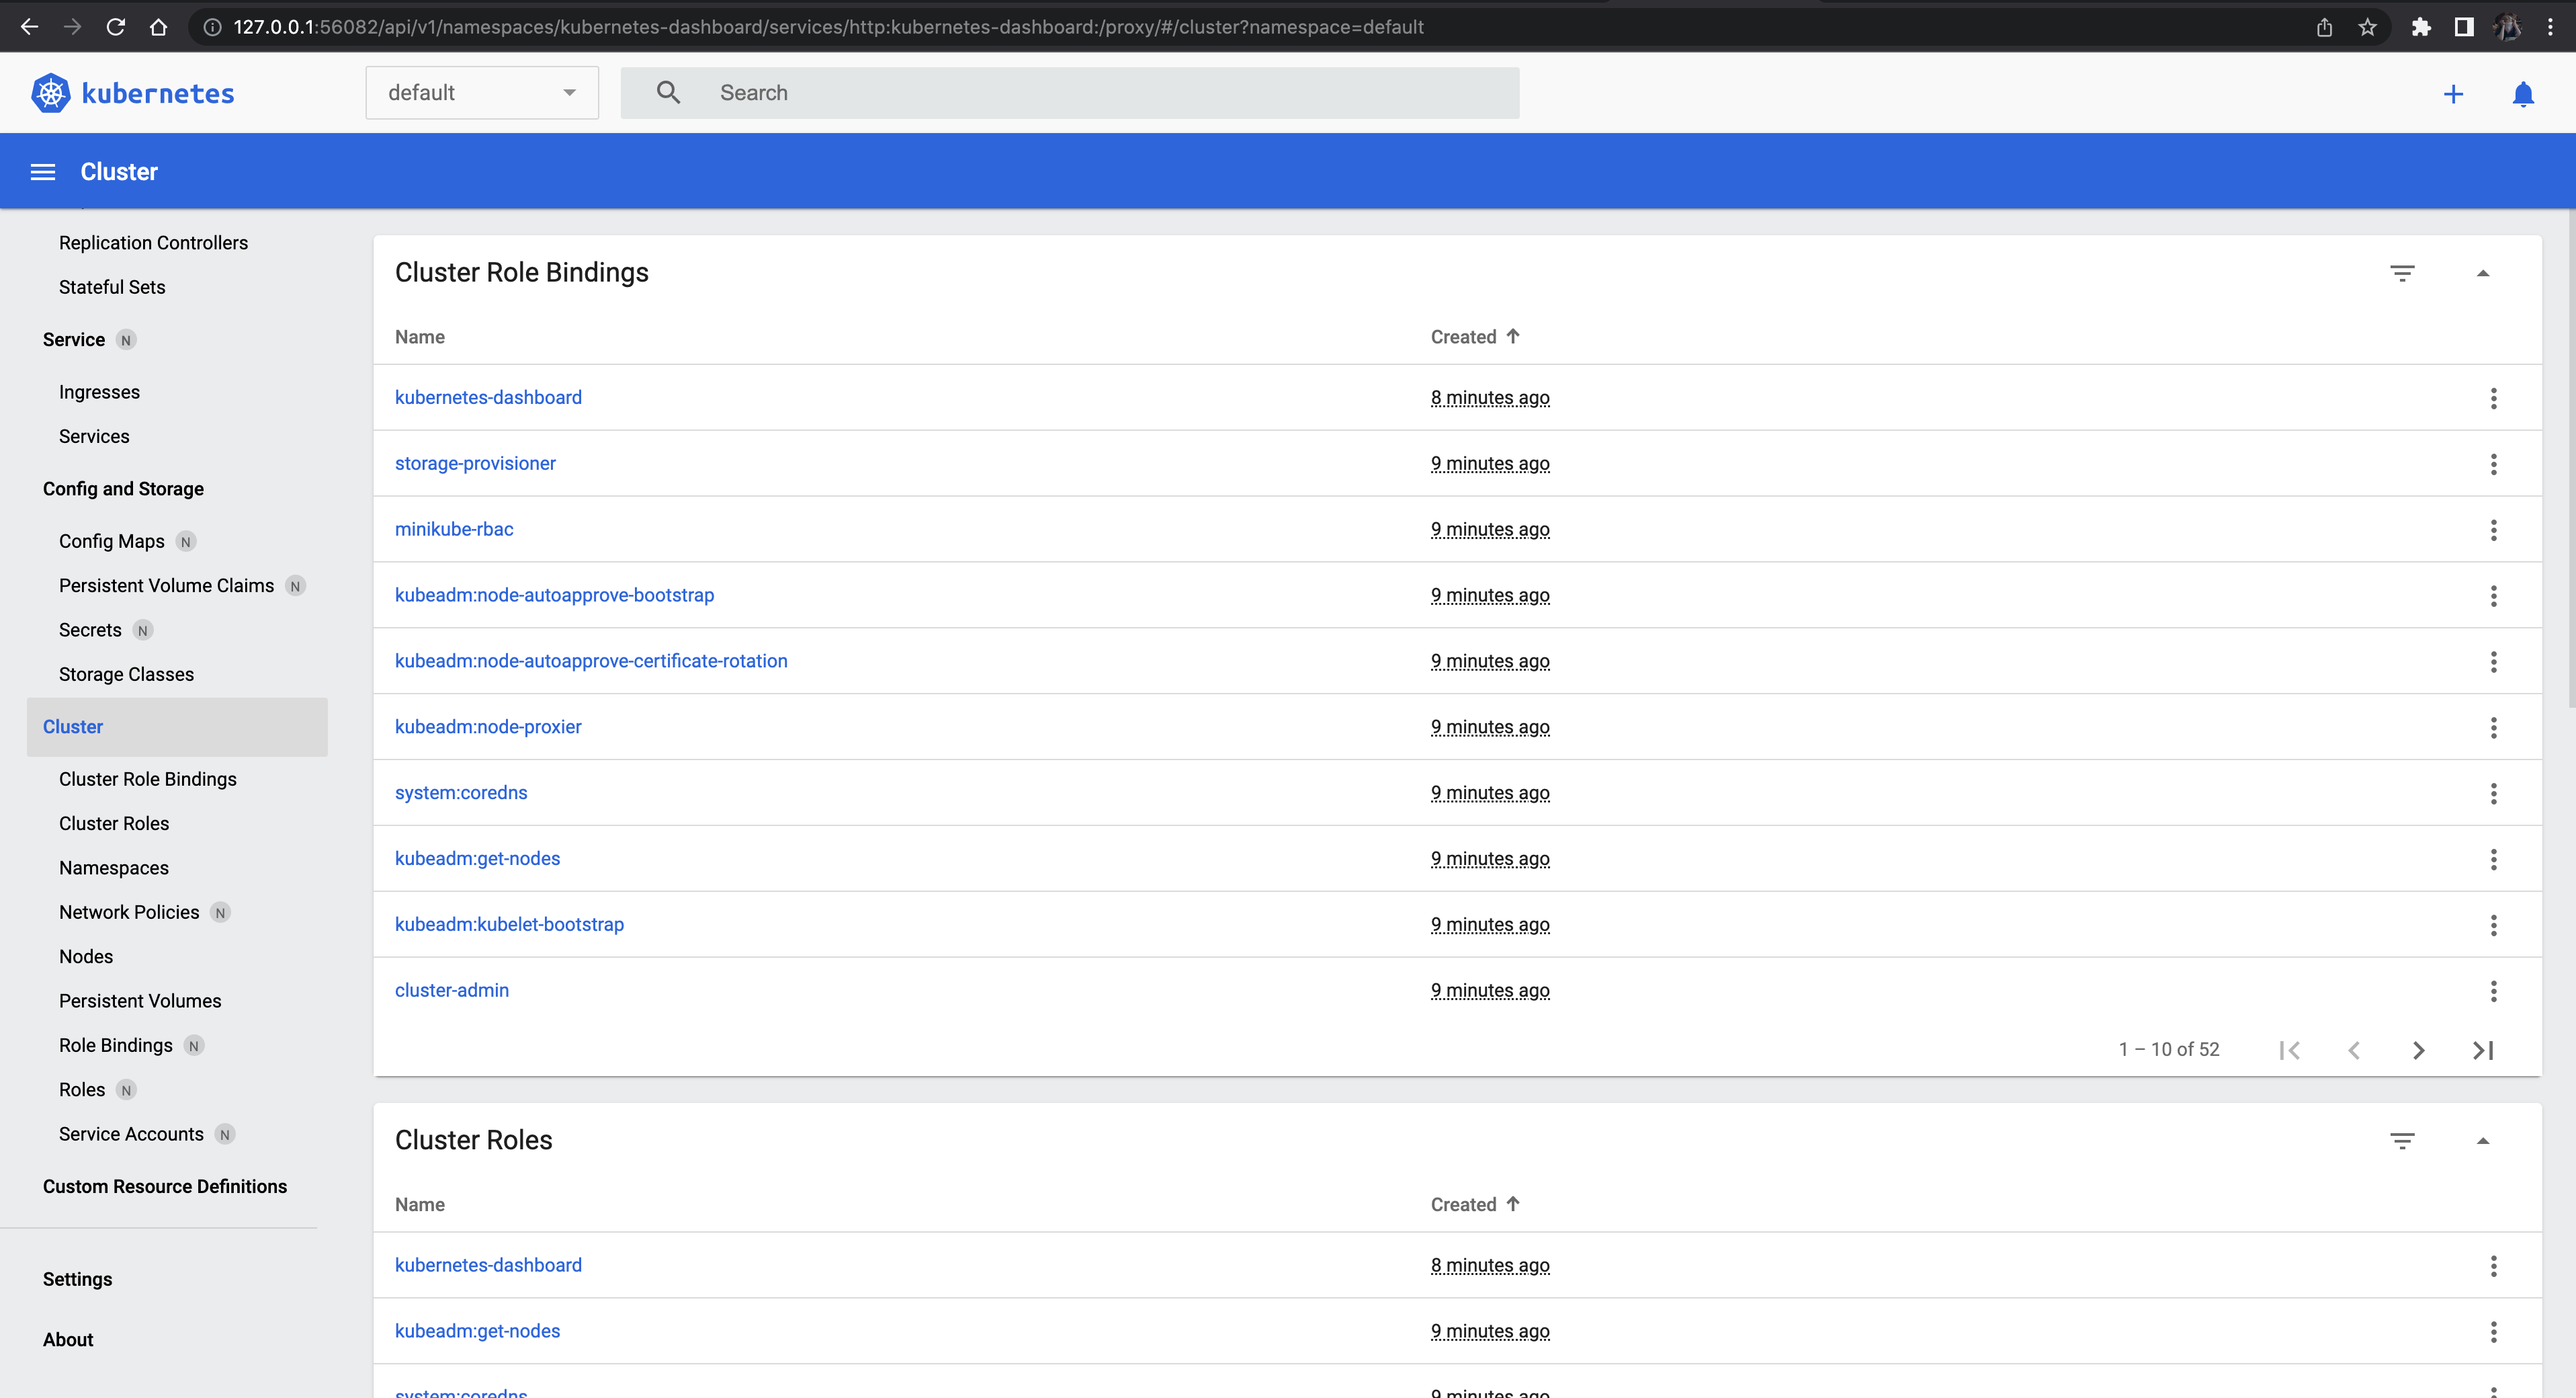 127.0.0.1:56082/api/v1/namespaces/kubernetes-dashboard/services/http:kubernetes-dashboard:/proxy/#/cluster?namespace=default
kubernetes
default
Search
Cluster
Replication Controllers
Stateful Sets
Service N
Ingresses
Services
Config and Storage
Config Maps N
Persistent Volume Claims N
Secrets N
Storage Classes
Cluster
Cluster Role Bindings
Cluster Roles
Namespaces
Network Policies N
Nodes
Persistent Volumes
Role Bindings N
Roles N
Service Accounts N
Custom Resource Definitions
Settings
About
Cluster Role Bindings
Name Created
kubernetes-dashboard 8 minutes ago
storage-provisioner 9 minutes ago
minikube-rbac 9 minutes ago
kubeadm:node-autoapprove-bootstrap 9 minutes ago
kubeadm:node-autoapprove-certificate-rotation 9 minutes ago
kubeadm:node-proxier 9 minutes ago
system:coredns 9 minutes ago
kubeadm:get-nodes 9 minutes ago
kubeadm:kubelet-bootstrap 9 minutes ago
cluster-admin 9 minutes ago
1 – 10 of 52
Cluster Roles
Name Created
kubernetes-dashboard 8 minutes ago
kubeadm:get-nodes 9 minutes ago
system:coredns 9 minutes ago